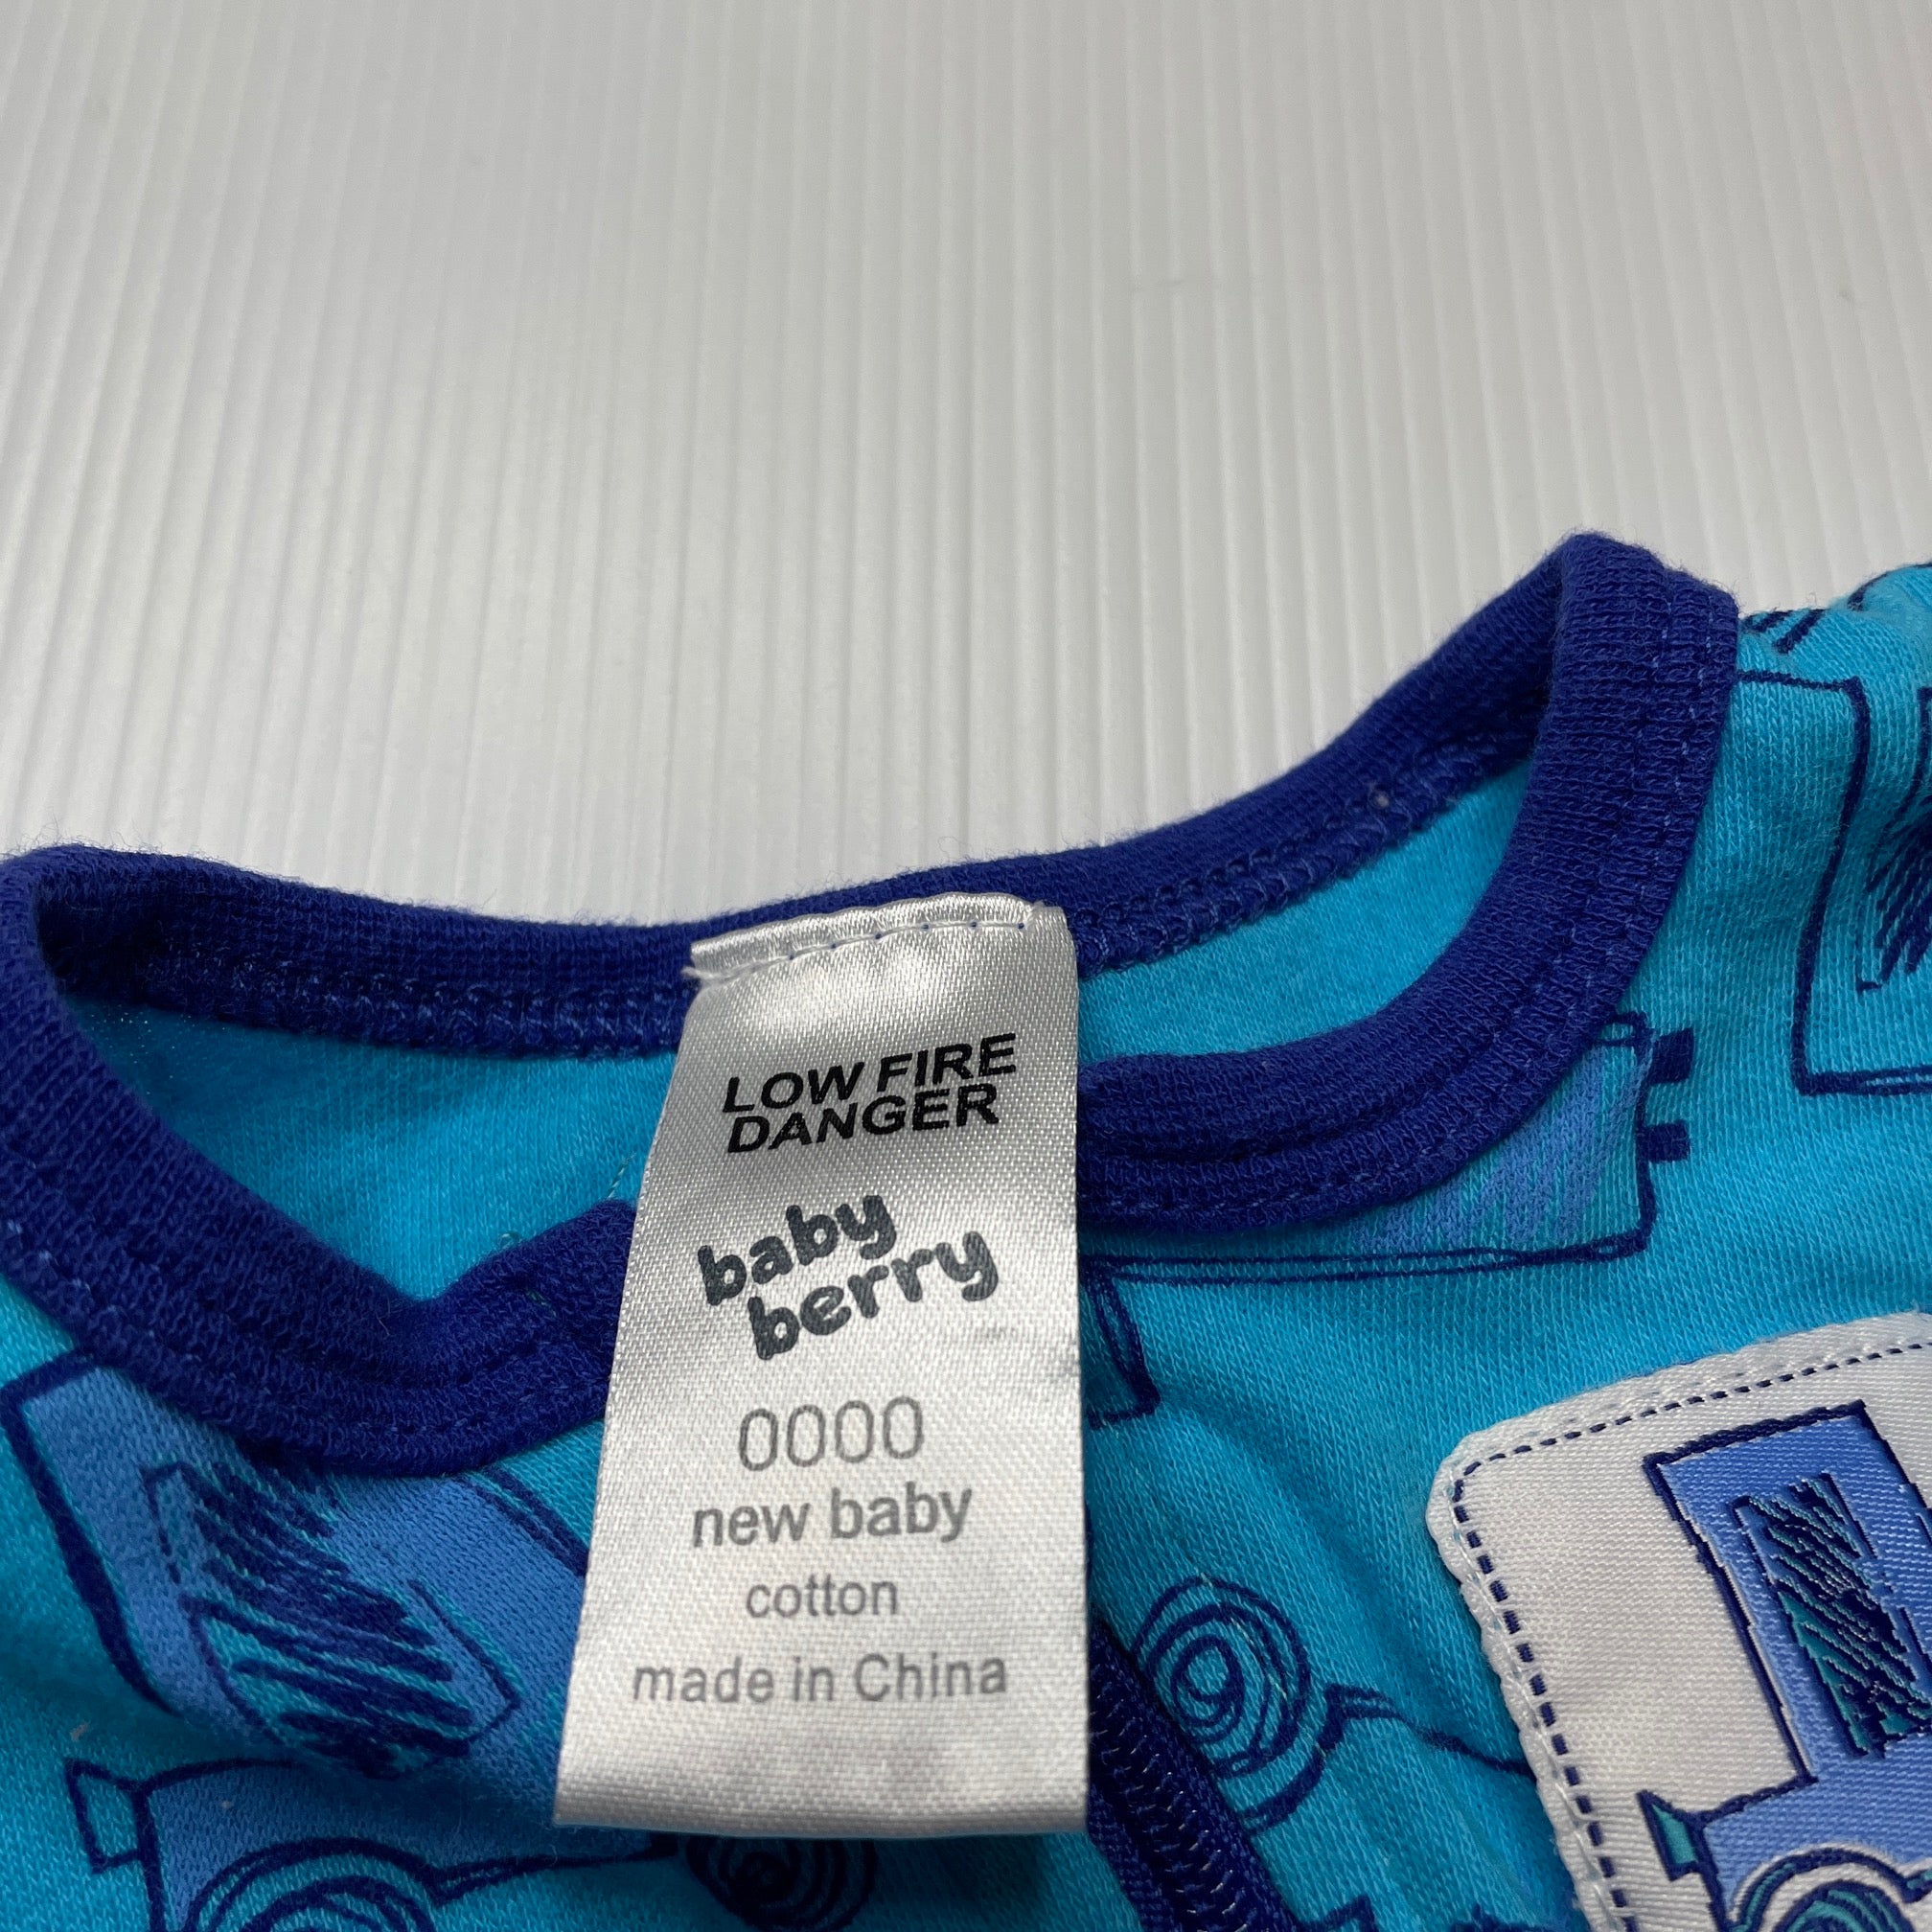 LOW FIRE
DANGER
baby
berry
0000
new baby
cotton
made in China